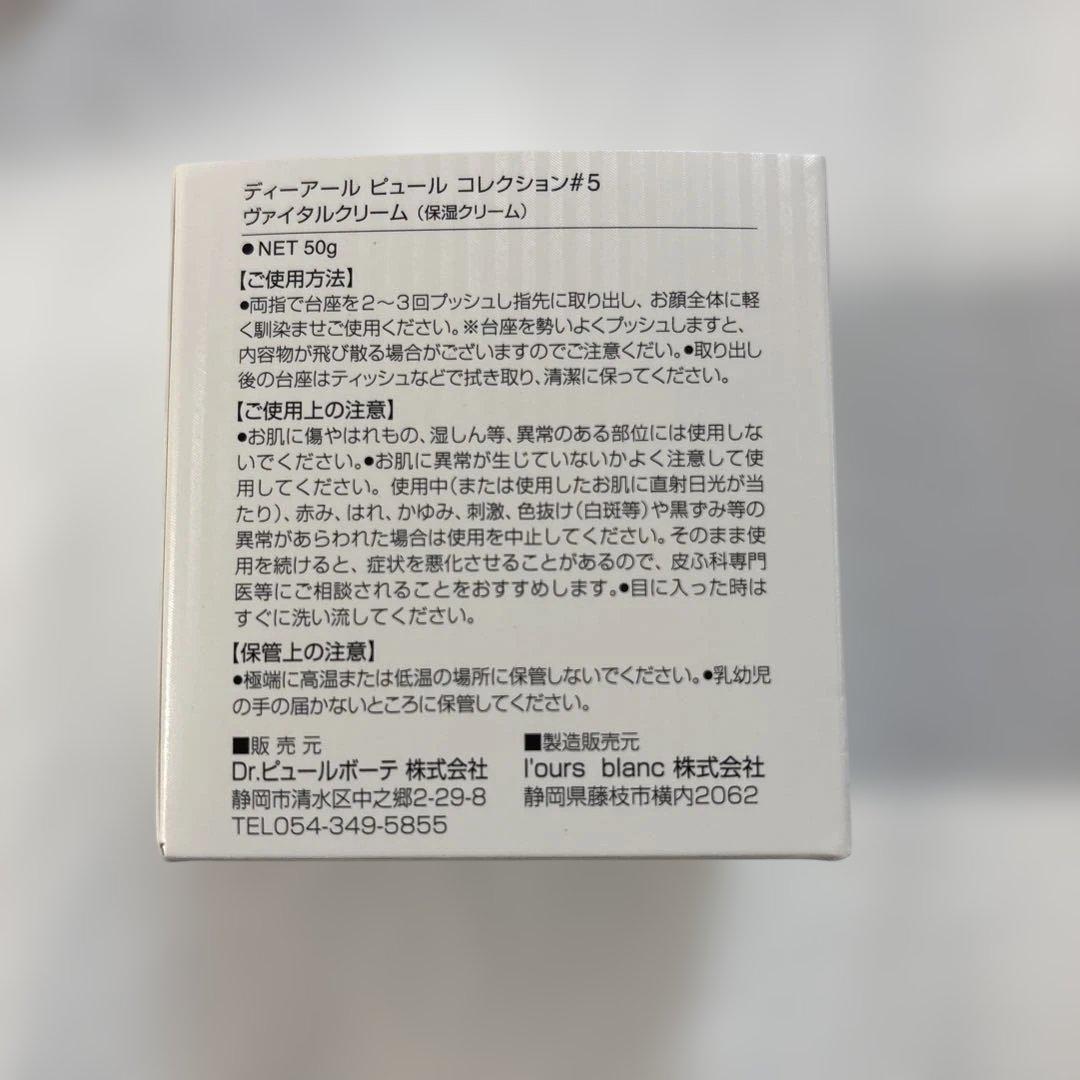 ディーアール ピュール コレクション#5
ヴァイタルクリーム（保湿クリーム）
●NET 50g
【ご使用方法】
●両指で台座を2〜3回プッシュし指先に取り出し、お顔全体に軽
く馴染ませご使用ください。※台座を勢いよくプッシュしますと、
内容物が飛び散る場合がございますのでご注意くだい。●取り出し
後の台座はティッシュなどで拭き取り、清潔に保ってください。
【ご使用上の注意】
●お肌に傷やはれもの、湿しん等、異常のある部位には使用しな
いでください。●お肌に異常が生じていないかよく注意して使
用してください。使用中（または使用したお肌に直射日光が当
たり）、赤み、はれ、かゆみ、刺激、色抜け（白斑等）や黒ずみ等の
異常があらわれた場合は使用を中止してください。そのまま使
用を続けると、症状を悪化させることがあるので、皮ふ科専門
医等にご相談されることをおすすめします。●目に入った時は
すぐに洗い流してください。
【保管上の注意】
●極端に高温または低温の場所に保管しないでください。●乳幼児
の手の届かないところに保管してください。
■販売元
Dr.ピュールボーテ 株式会社
静岡市清水区中之郷2-29-8
TEL054-349-5855
■製造販売元
l'ours blanc 株式会社
静岡県藤枝市横内2062